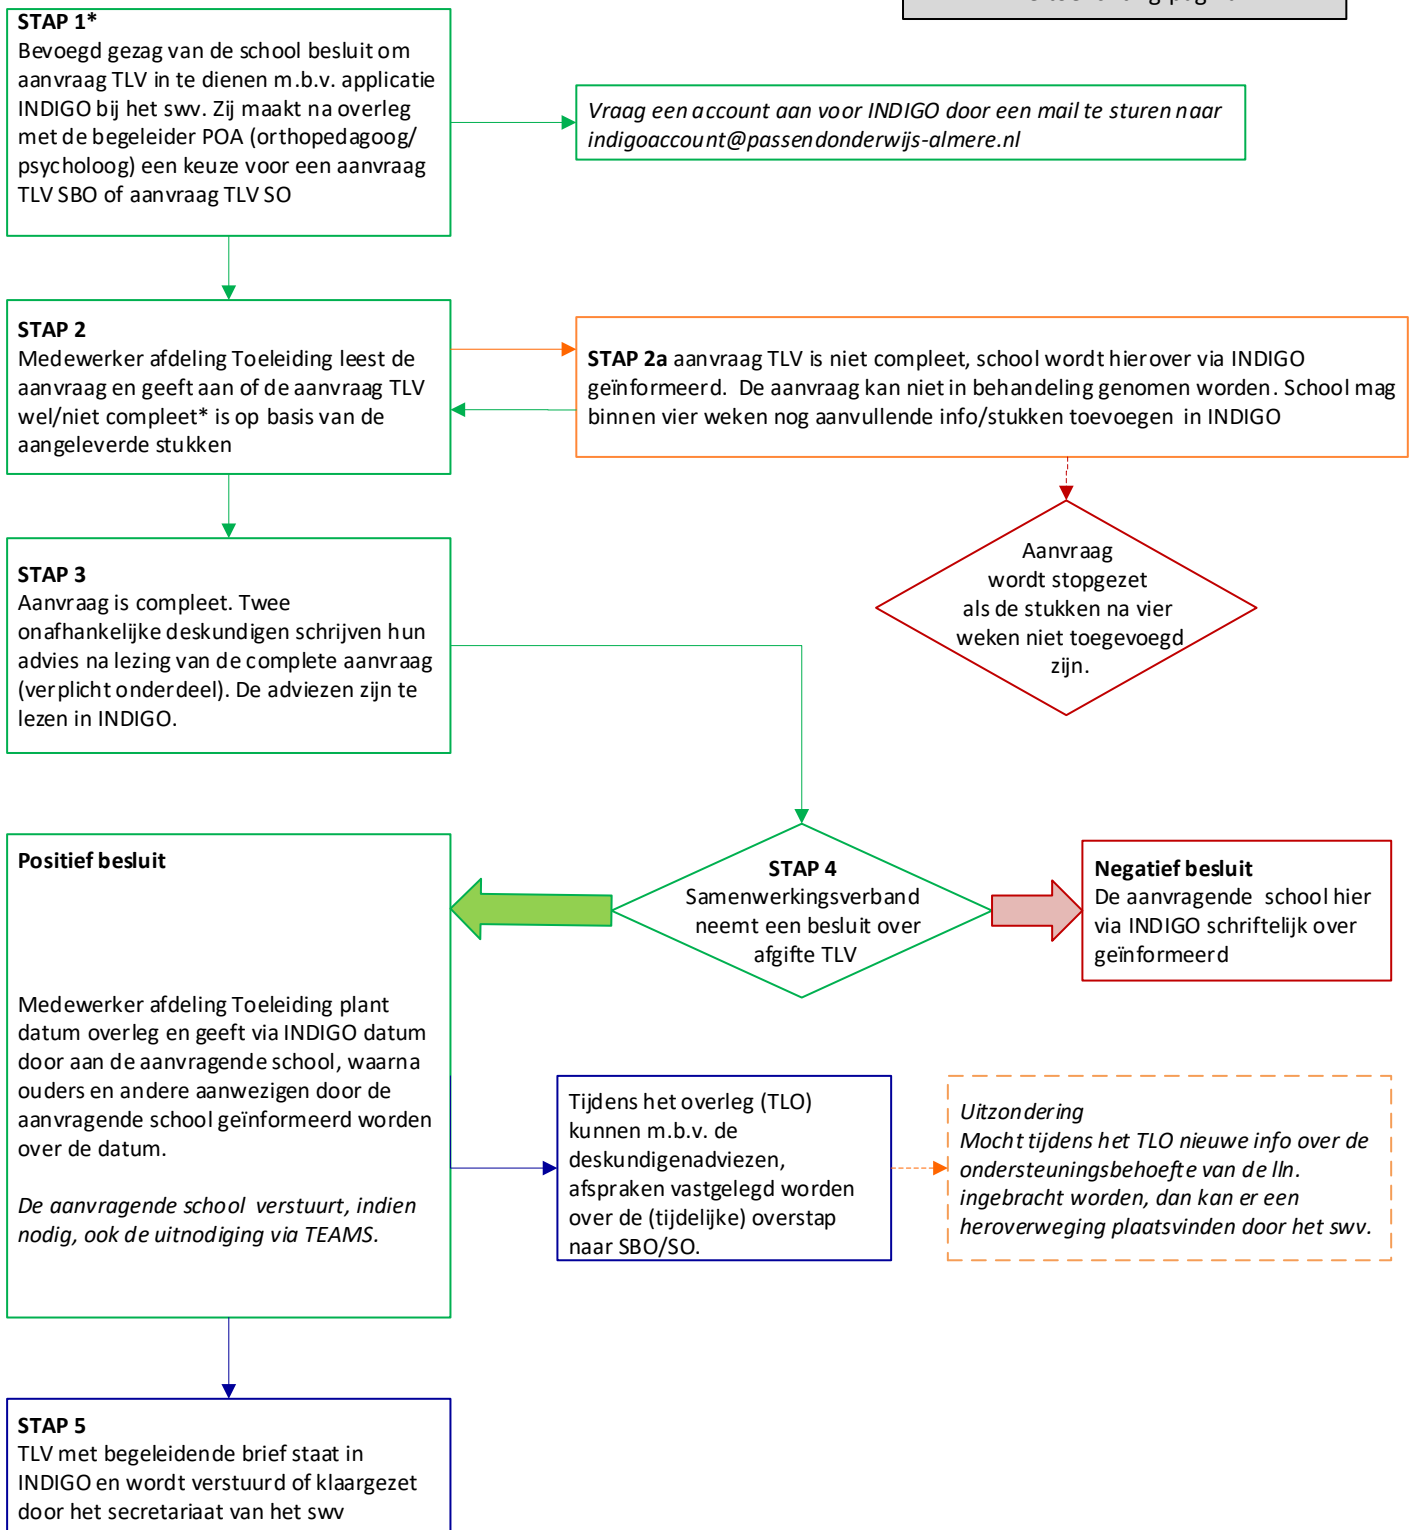 STAP 1*
Bevoegd gezag van de school besluit om
aanvraag TLV in te dienen m.b.v. applicatie
INDIGO bij het swv. Zij maakt na overleg
met de begeleider POA (orthopedagoog/
psycholoog) een keuze voor een aanvraag
TLV SBO of aanvraag TLV SO
Vraag een account aan voor INDIGO door een mail te sturen naar
indigoaccount@passendonderwijs-almere.nl
STAP 2
Medewerker afdeling Toeleiding leest de
aanvraag en geeft aan of de aanvraag TLV
wel/niet compleet* is op basis van de
aangeleverde stukken
STAP 2a aanvraag TLV is niet compleet, school wordt hierover via INDIGO
geïnformeerd. De aanvraag kan niet in behandeling genomen worden. School mag
binnen vier weken nog aanvullende info/stukken toevoegen in INDIGO
Aanvraag
wordt stopgezet
als de stukken na vier
weken niet toegevoegd
zijn.
STAP 3
Aanvraag is compleet. Twee
onafhankelijke deskundigen schrijven hun
advies na lezing van de complete aanvraag
(verplicht onderdeel). De adviezen zijn te
lezen in INDIGO.
STAP 4
Samenwerkingsverband
neemt een besluit over
afgifte TLV
Negatief besluit
De aanvragende school hier
via INDIGO schriftelijk over
geïnformeerd
Positief besluit
Medewerker afdeling Toeleiding plant
datum overleg en geeft via INDIGO datum
door aan de aanvragende school, waarna
ouders en andere aanwezigen door de
aanvragende school geïnformeerd worden
over de datum.
De aanvragende school verstuurt, indien
nodig, ook de uitnodiging via TEAMS.
Tijdens het overleg (TLO)
kunnen m.b.v. de
deskundigenadviezen,
afspraken vastgelegd worden
over de (tijdelijke) overstap
naar SBO/SO.
Uitzondering
Mocht tijdens het TLO nieuwe info over de
ondersteuningsbehoefte van de lln.
ingebracht worden, dan kan er een
heroverweging plaatsvinden door het swv.
STAP 5
TLV met begeleidende brief staat in
INDIGO en wordt verstuurd of klaargezet
door het secretariaat van het swv